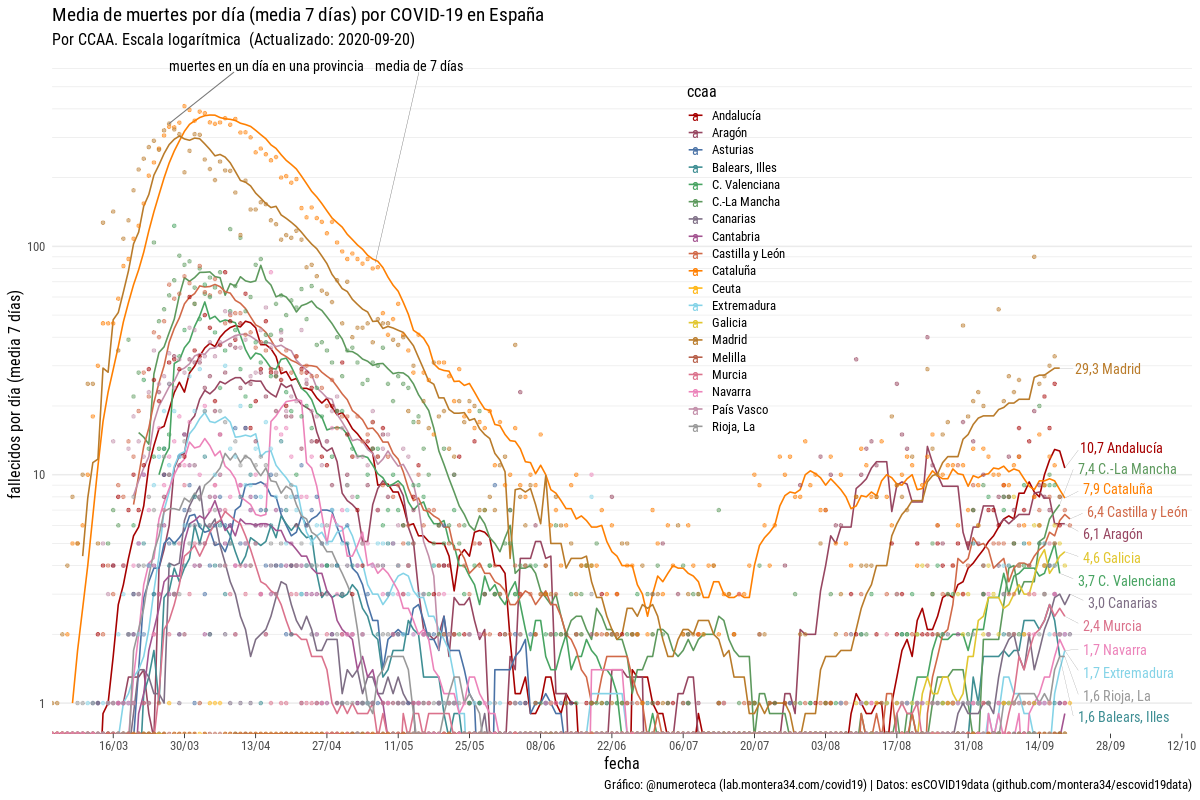 Media de muertes por día (media 7 días) por COVID-19 en España
Por CCAA. Escala logarítmica (Actualizado: 2020-09-20)
muertes en un día en una provincia
media de 7 días
fallecidos por día (media 7 días)
100
10
1
ccaa
Andalucía
Aragón
Asturias
Balears, Illes
C. Valenciana
C.-La Mancha
Canarias
Cantabria
Castilla y León
Cataluña
Ceuta
Extremadura
Galicia
Madrid
Melilla
Murcia
Navarra
País Vasco
Rioja, La
29,3 Madrid
10,7 Andalucía
7,4 C.-La Mancha
7,9 Cataluña
6,4 Castilla y León
6,1 Aragón
4,6 Galicia
3,7 C. Valenciana
3,0 Canarias
2,4 Murcia
1,7 Navarra
1,7 Extremadura
1,6 Rioja, La
1,6 Balears, Illes
16/03
30/03
13/04
27/04
11/05
25/05
08/06
22/06
06/07
20/07
03/08
17/08
31/08
14/09
28/09
12/10
fecha
Gráfico: @numeroteca (lab.montera34.com/covid19) | Datos: esCOVID19data (github.com/montera34/escovid19data)